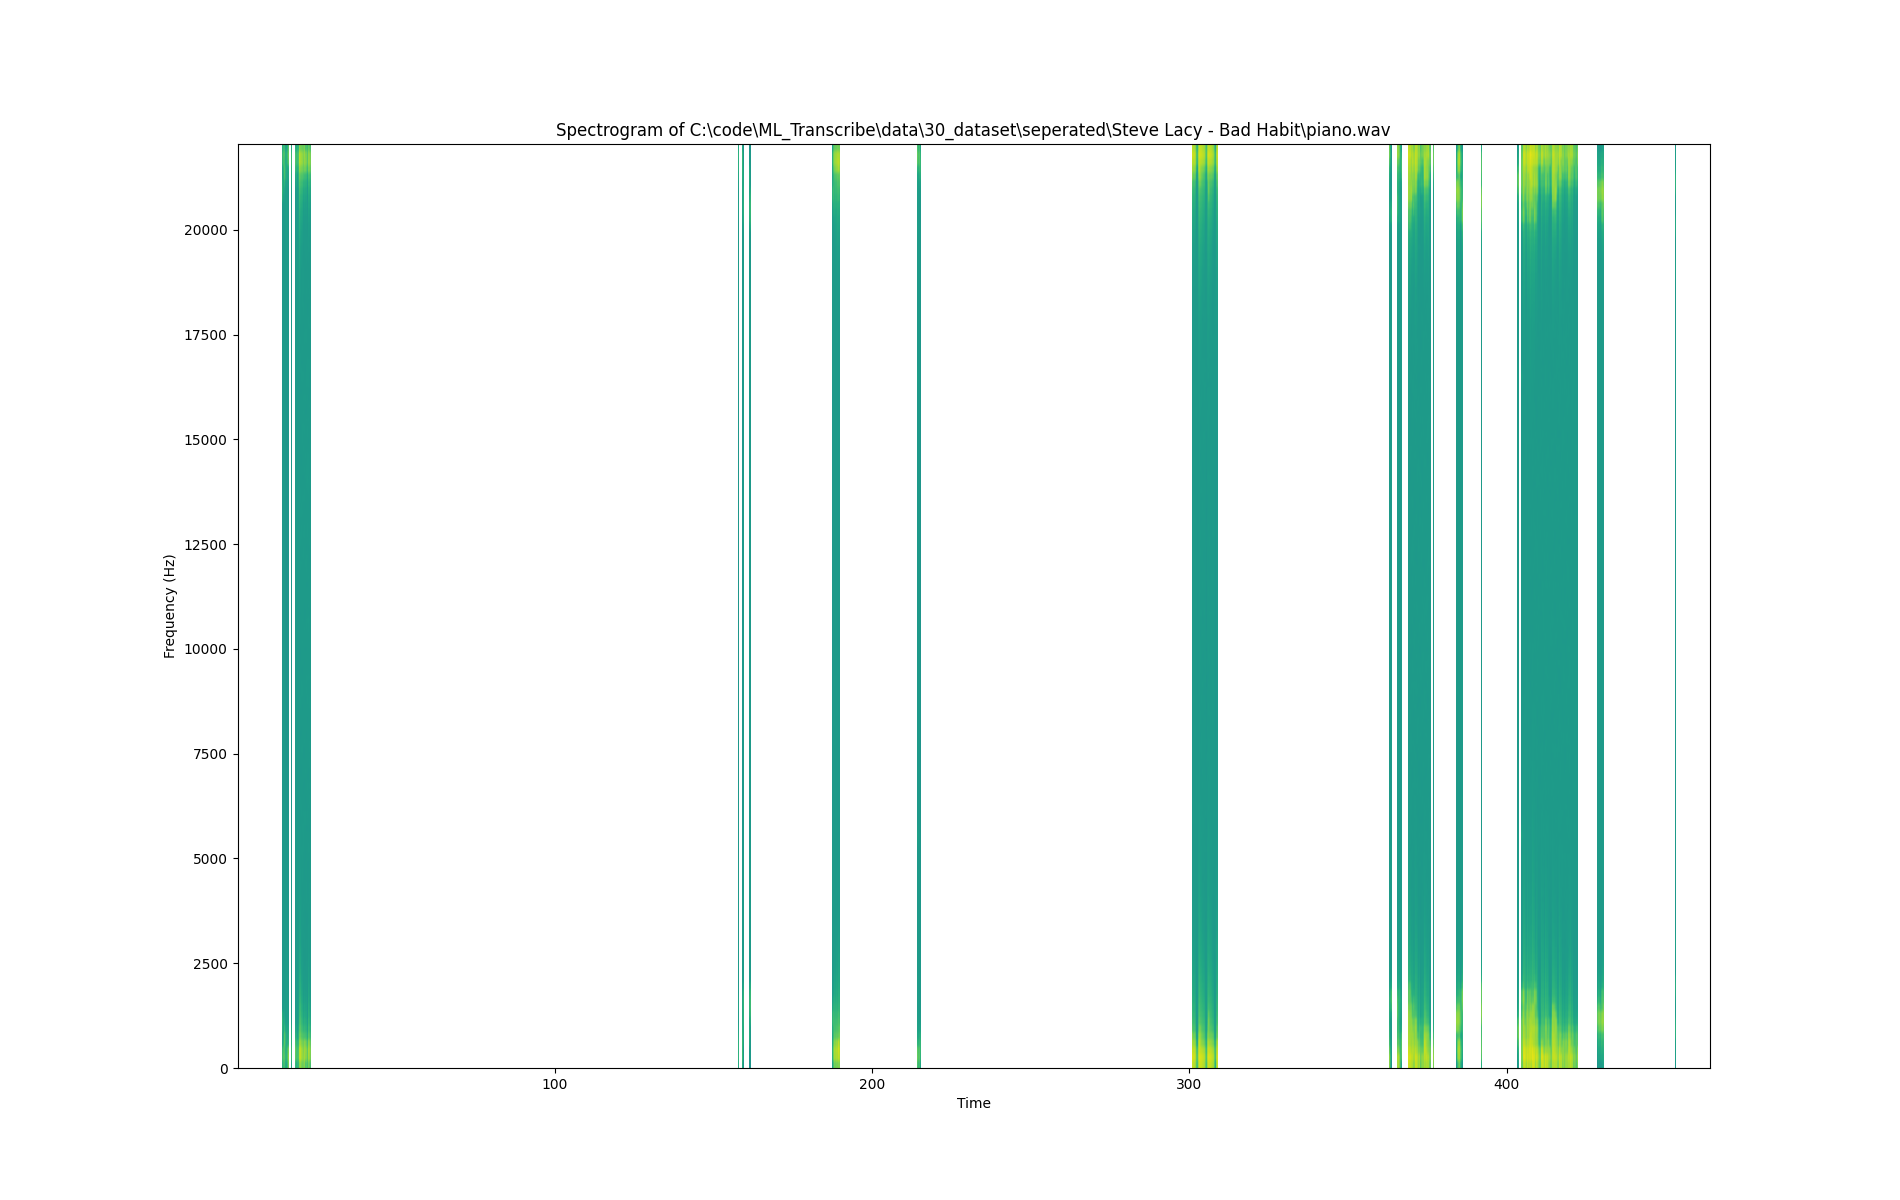 Spectrogram of C:\code\ML_Transcribe\data\30_dataset\seperated\Steve Lacy - Bad Habit\piano.wav
Frequency (Hz)
20000
17500
15000
12500
10000
7500
5000
2500
0
100 200 300 400
Time